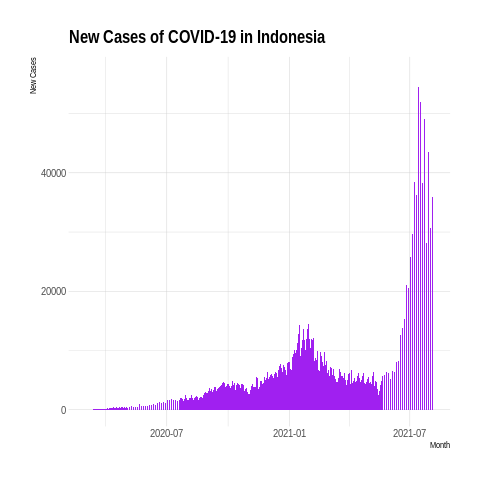 New Cases of COVID-19 in Indonesia
New Cases
40000
20000
0
2020-07
2021-01
2021-07
Month